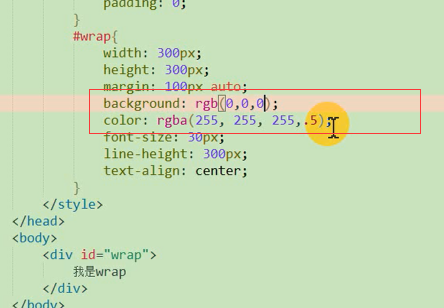 padding: 0;
}
#wrap{
width: 300px;
height: 300px;
margin: 100px auto;
background: rgb(0,0,0);
color: rgba(255, 255, 255,.5);
font-size: 30px;
line-height: 300px;
text-align: center;
}
</style>
</head>
<body>
<div id="wrap">
我是wrap
</div>
</body>